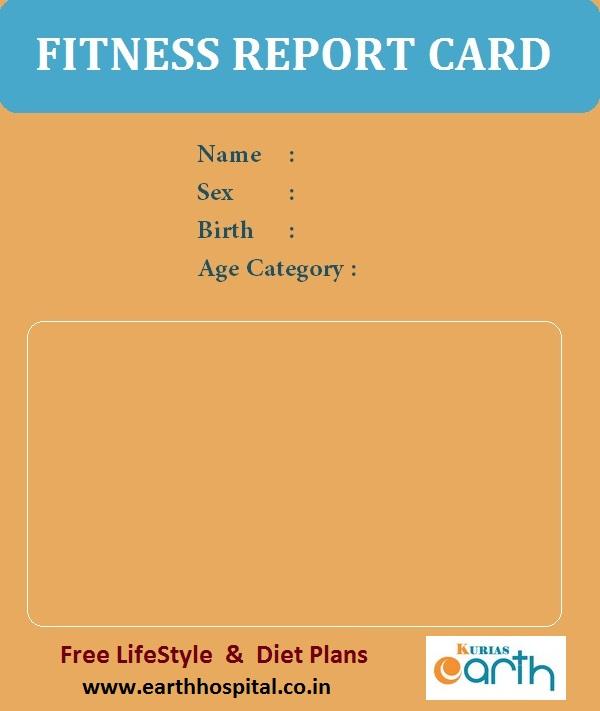 FITNESS REPORT CARD
Name :
Sex :
Birth :
Age Category :
Free LifeStyle & Diet Plans
www.earthhospital.co.in
KURIAS
earth